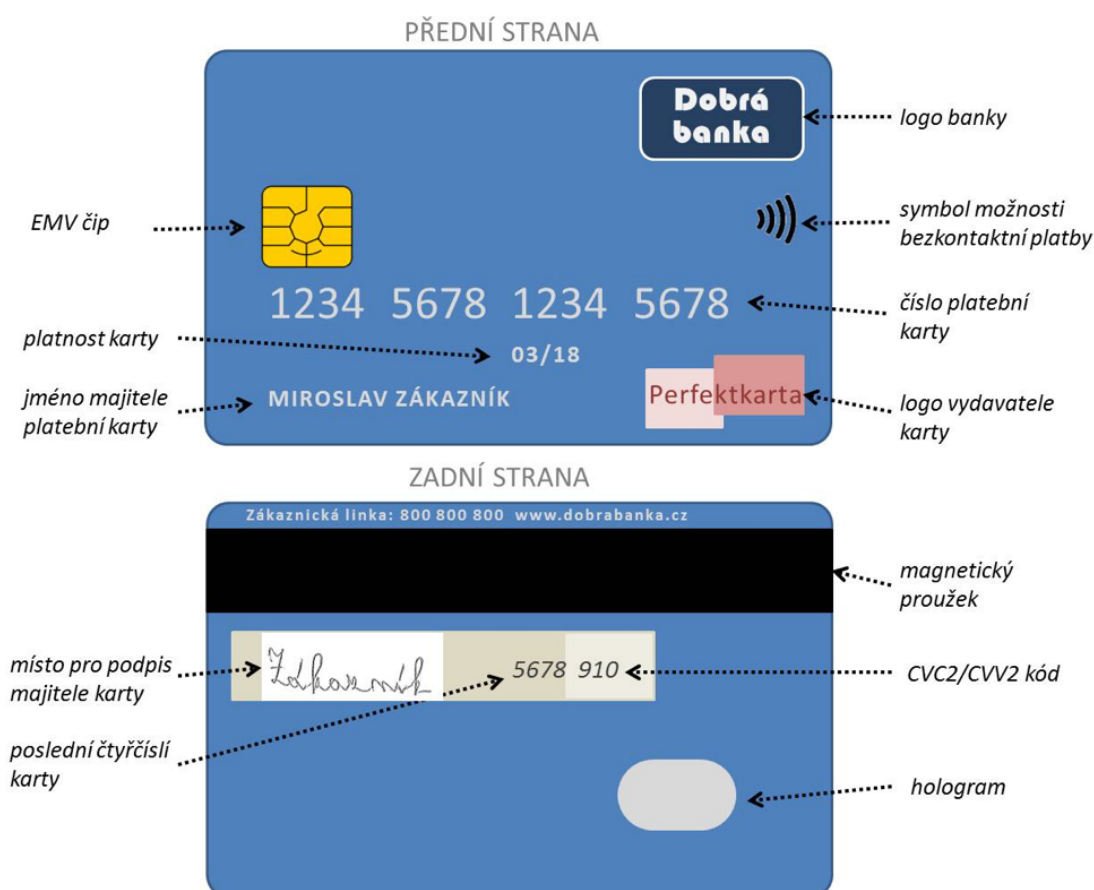 PŘEDNÍ STRANA
Dobrá
banka
logo banky
EMV čip
symbol možnosti
bezkontaktní platby
1234 5678 1234 5678
číslo platební
karty
platnost karty
03/18
jméno majitele
platební karty
MIROSLAV ZÁKAZNÍK
Perfektkarta
logo vydavatele
karty
ZADNÍ STRANA
Zákaznická linka: 800 800 800 www.dobrabanka.cz
magnetický
proužek
místo pro podpis
majitele karty
Zákazník
5678 910
CVC2/CVV2 kód
poslední čtyřčíslí
karty
hologram